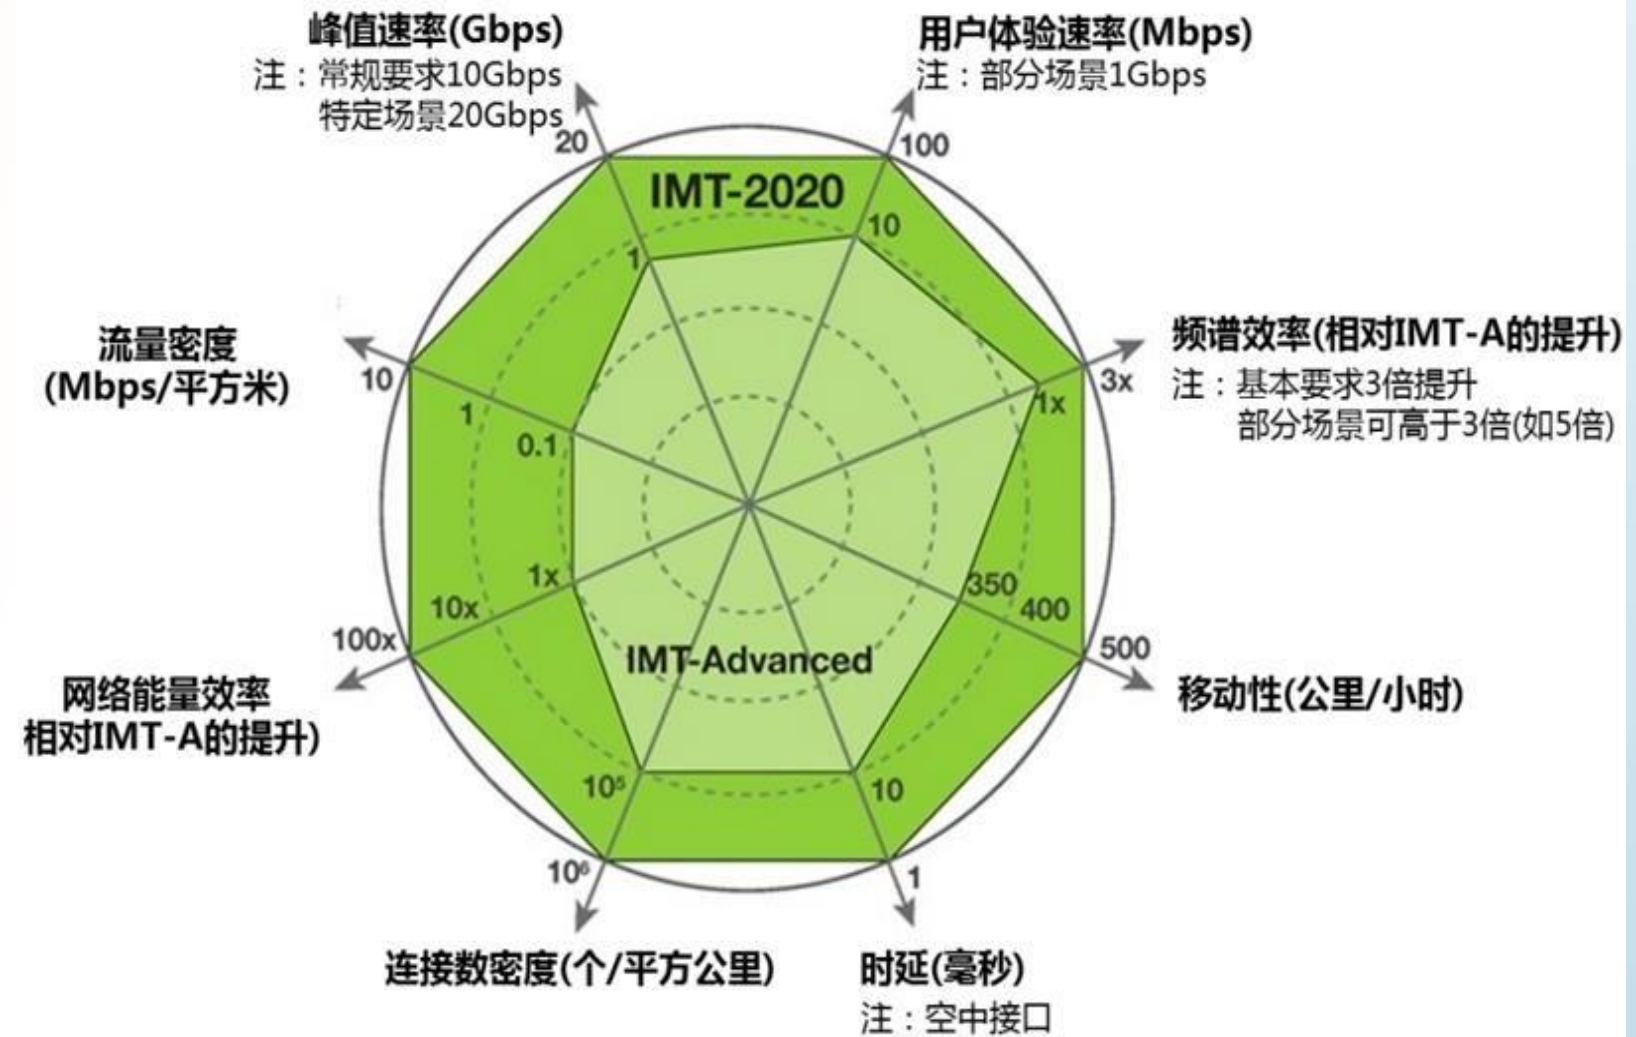 峰值速率(Gbps)
注：常规要求10Gbps
特定场景20Gbps
用户体验速率(Mbps)
注：部分场景1Gbps
20
100
IMT-2020
10
1
流量密度
(Mbps/平方米)
10
1
0.1
频谱效率(相对IMT-A的提升)
注：基本要求3倍提升
部分场景可高于3倍(如5倍)
3x
1x
1x
10x
100x
350
400
500
网络能量效率
相对IMT-A的提升)
移动性(公里/小时)
IMT-Advanced
10⁵
10⁶
10
1
连接数密度(个/平方公里)
时延(毫秒)
注：空中接口